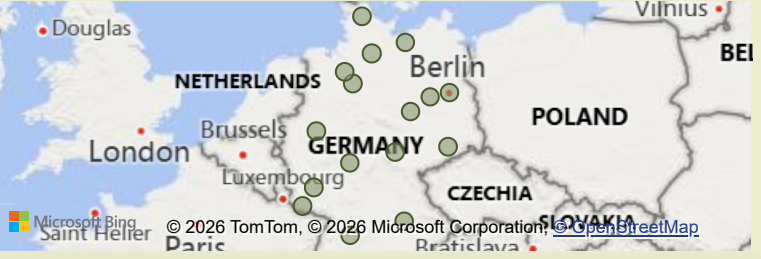 Vilnius
Douglas
BEL
Berlin
NETHERLANDS
POLAND
Brussels
GERMANY
London
Luxembourg
CZECHIA
Microsoft Bing
SLOVAKIA
© 2026 TomTom, © 2026 Microsoft Corporation, © OpenStreetMap
Saint Helier
Paris
Bratislava